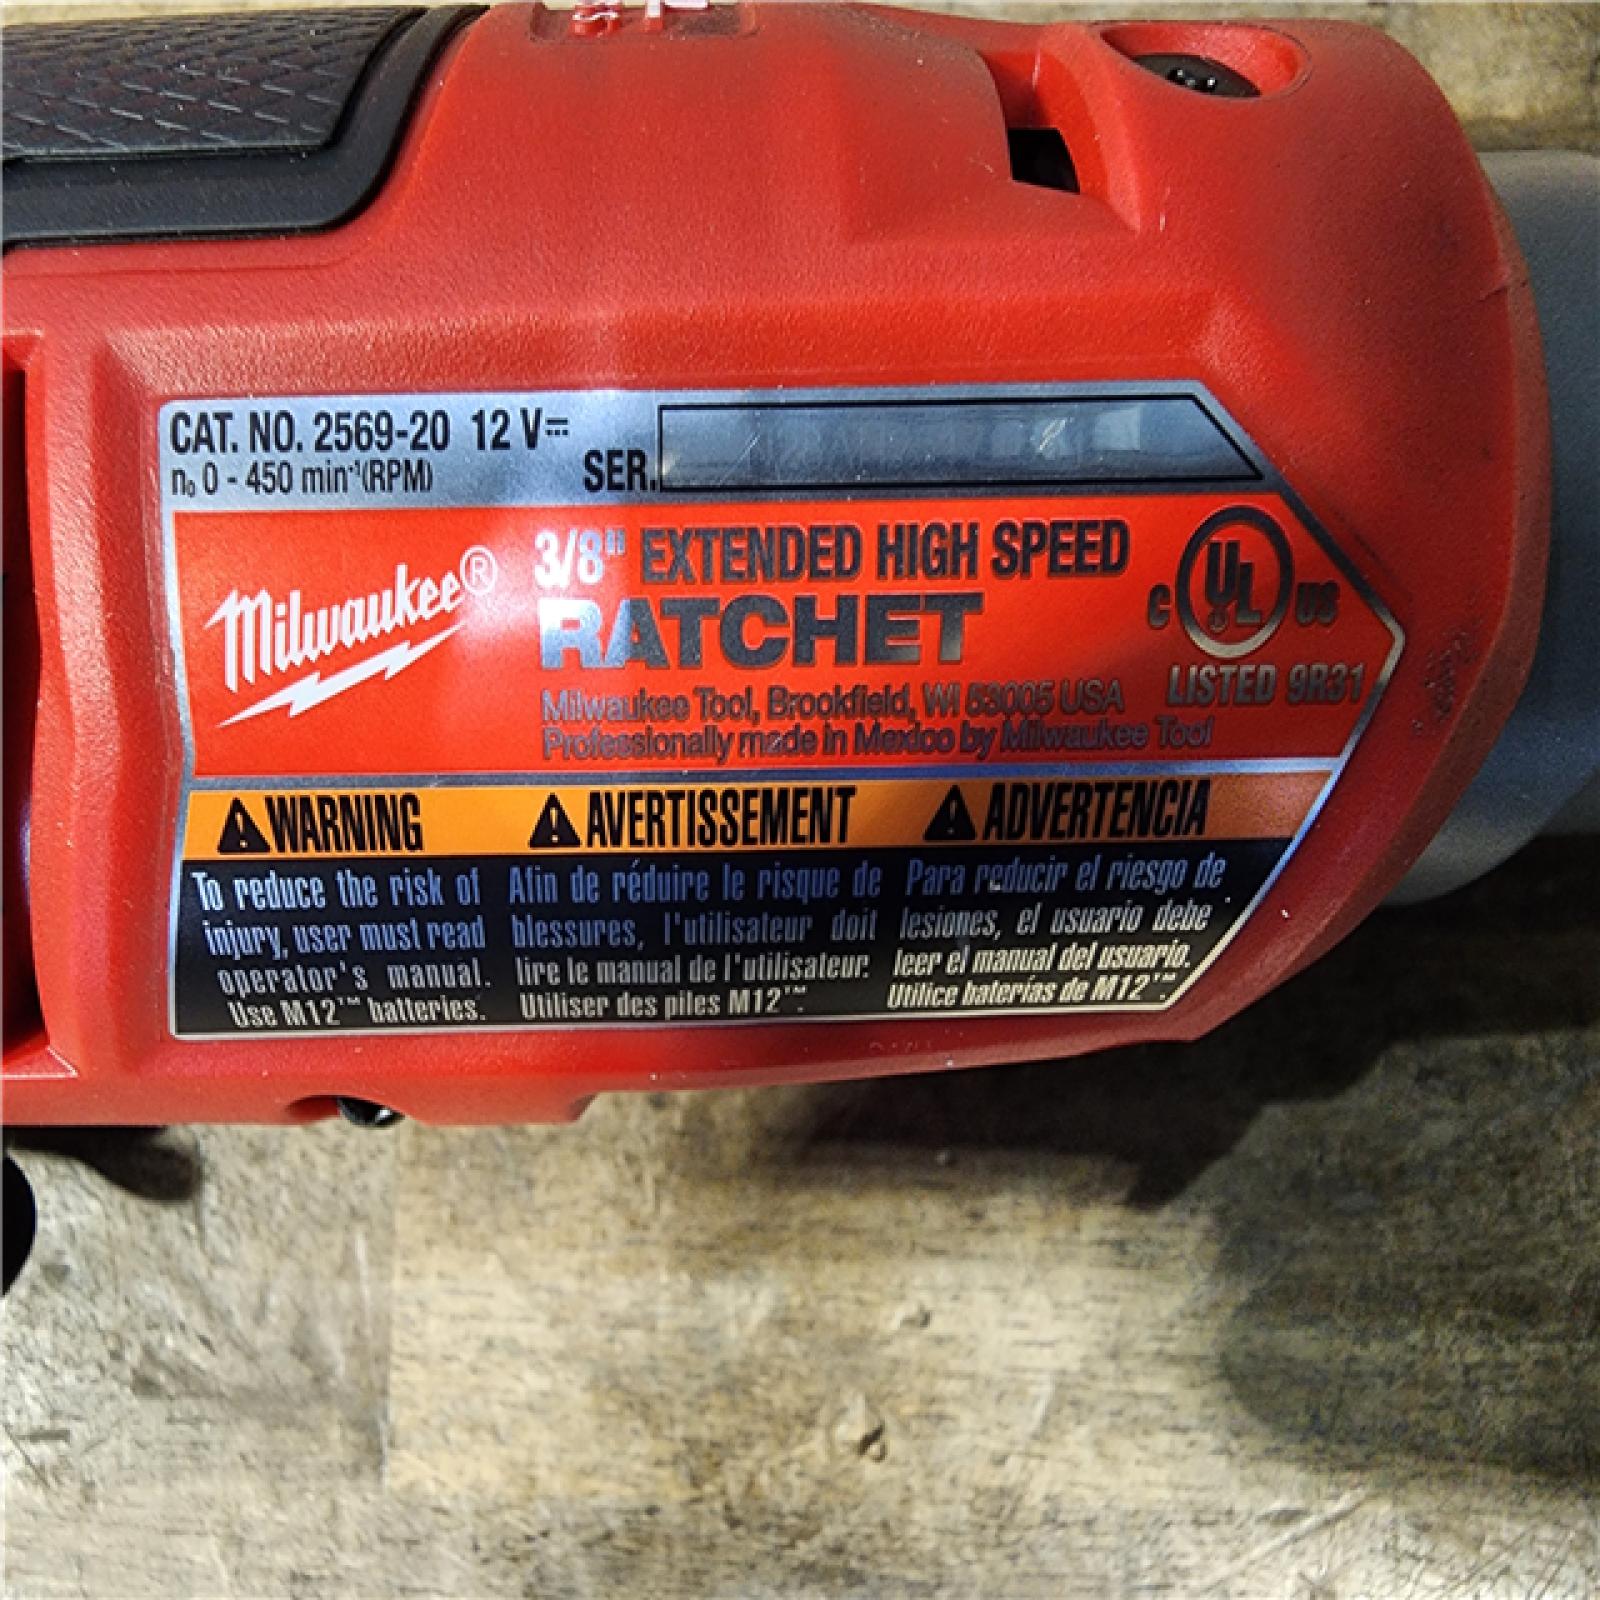 CAT. NO. 2569-20 12 V⎓
n₀ 0 - 450 min⁻¹(RPM)
SER.
Milwaukee®
3/8" EXTENDED HIGH SPEED
RATCHET
Milwaukee Tool, Brookfield, WI 53005 USA
Professionally made in Mexico by Milwaukee Tool
C UL US
LISTED 9R31
WARNING
To reduce the risk of
injury, user must read
operator's manual.
Use M12™ batteries.
AVERTISSEMENT
Afin de réduire le risque de
blessures, l'utilisateur doit
lire le manual de l'utilisateur.
Utiliser des piles M12™.
ADVERTENCIA
Para reducir el riesgo de
lesiones, el usuario debe
leer el manual del usuario.
Utilice baterías de M12™.